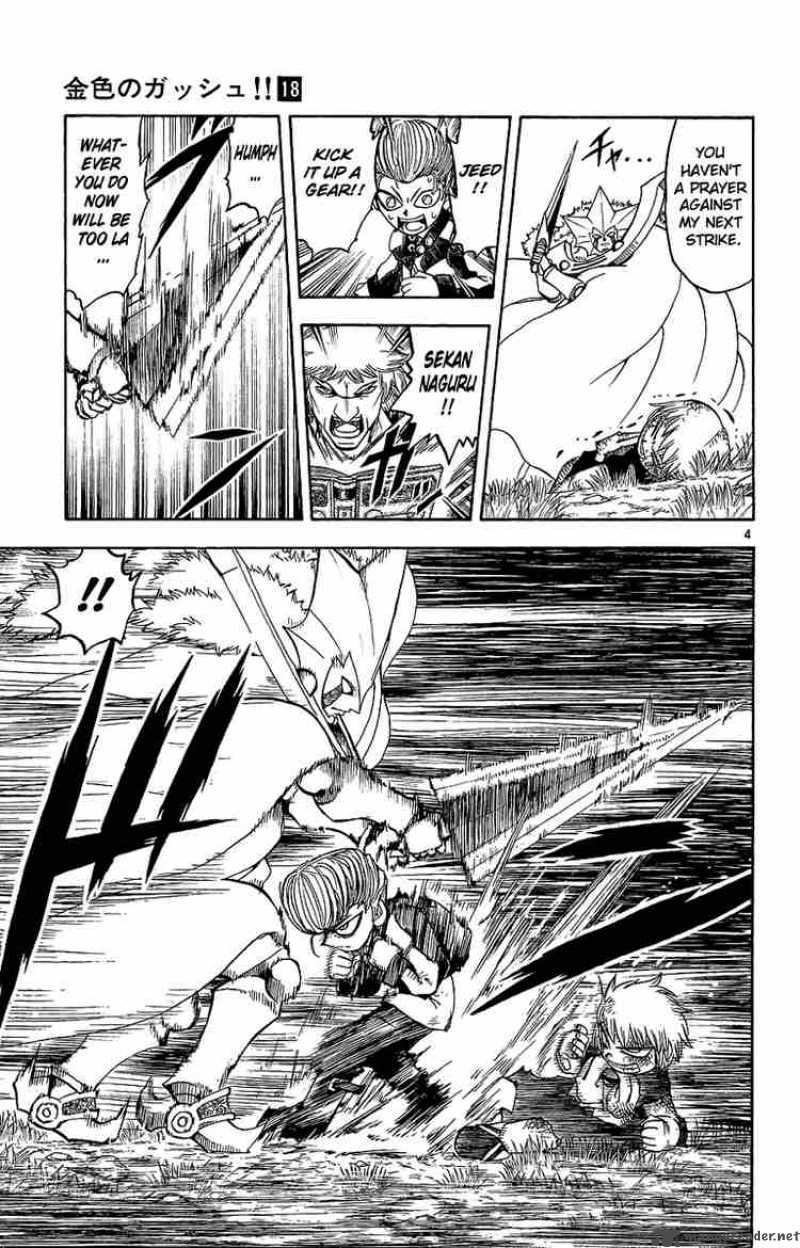 金色のガッシュ!! 18
YOU
HAVEN'T
A PRAYER
AGAINST
MY NEXT
STRIKE.
チャ...
JEED
!!
KICK
IT UP A
GEAR!!
SEKAN
NAGURU
!!
ガ
HUMPH
...
WHAT-
EVER
YOU DO
NOW
WILL BE
TOO LA
...
4
!!